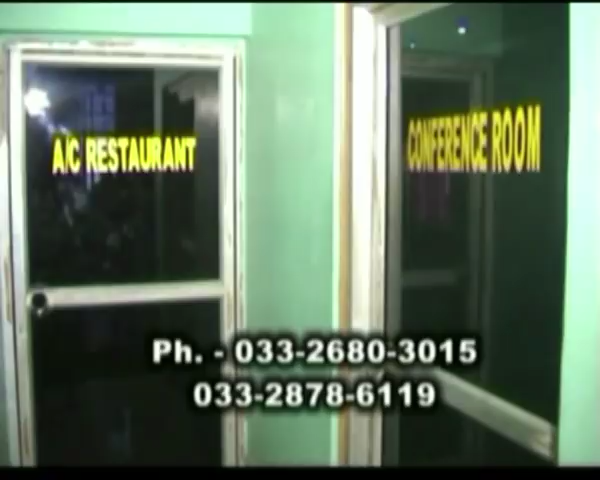 A/C RESTAURANT
CONFERENCE ROOM
Ph. - 033-2680-3015
033-2878-6119